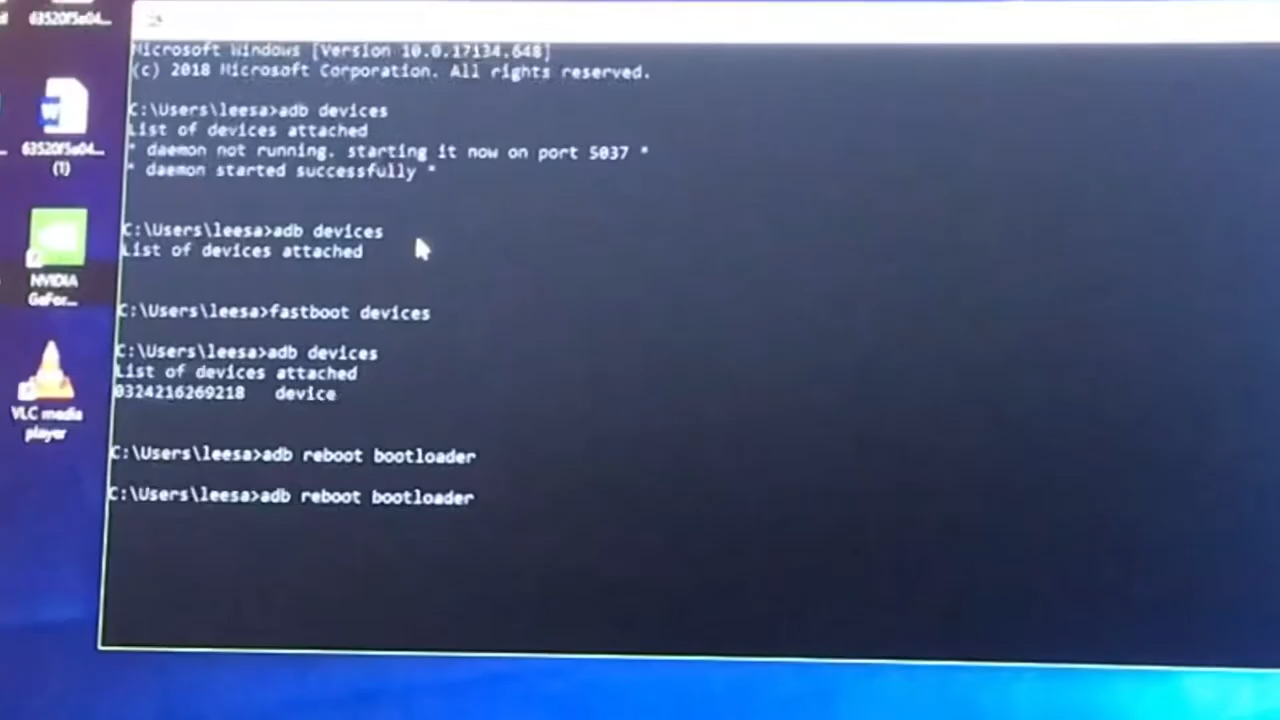 63520f5a04...
Microsoft Windows [Version 10.0.17134.648]
(c) 2018 Microsoft Corporation. All rights reserved.
C:\Users\leesa>adb devices
List of devices attached
* daemon not running. starting it now on port 5037 *
* daemon started successfully *
C:\Users\leesa>adb devices
List of devices attached
C:\Users\leesa>fastboot devices
C:\Users\leesa>adb devices
List of devices attached
0324216269218 device
C:\Users\leesa>adb reboot bootloader
C:\Users\leesa>adb reboot bootloader
63520f5a04...
(1)
NVIDIA
GeFor...
VLC media
player